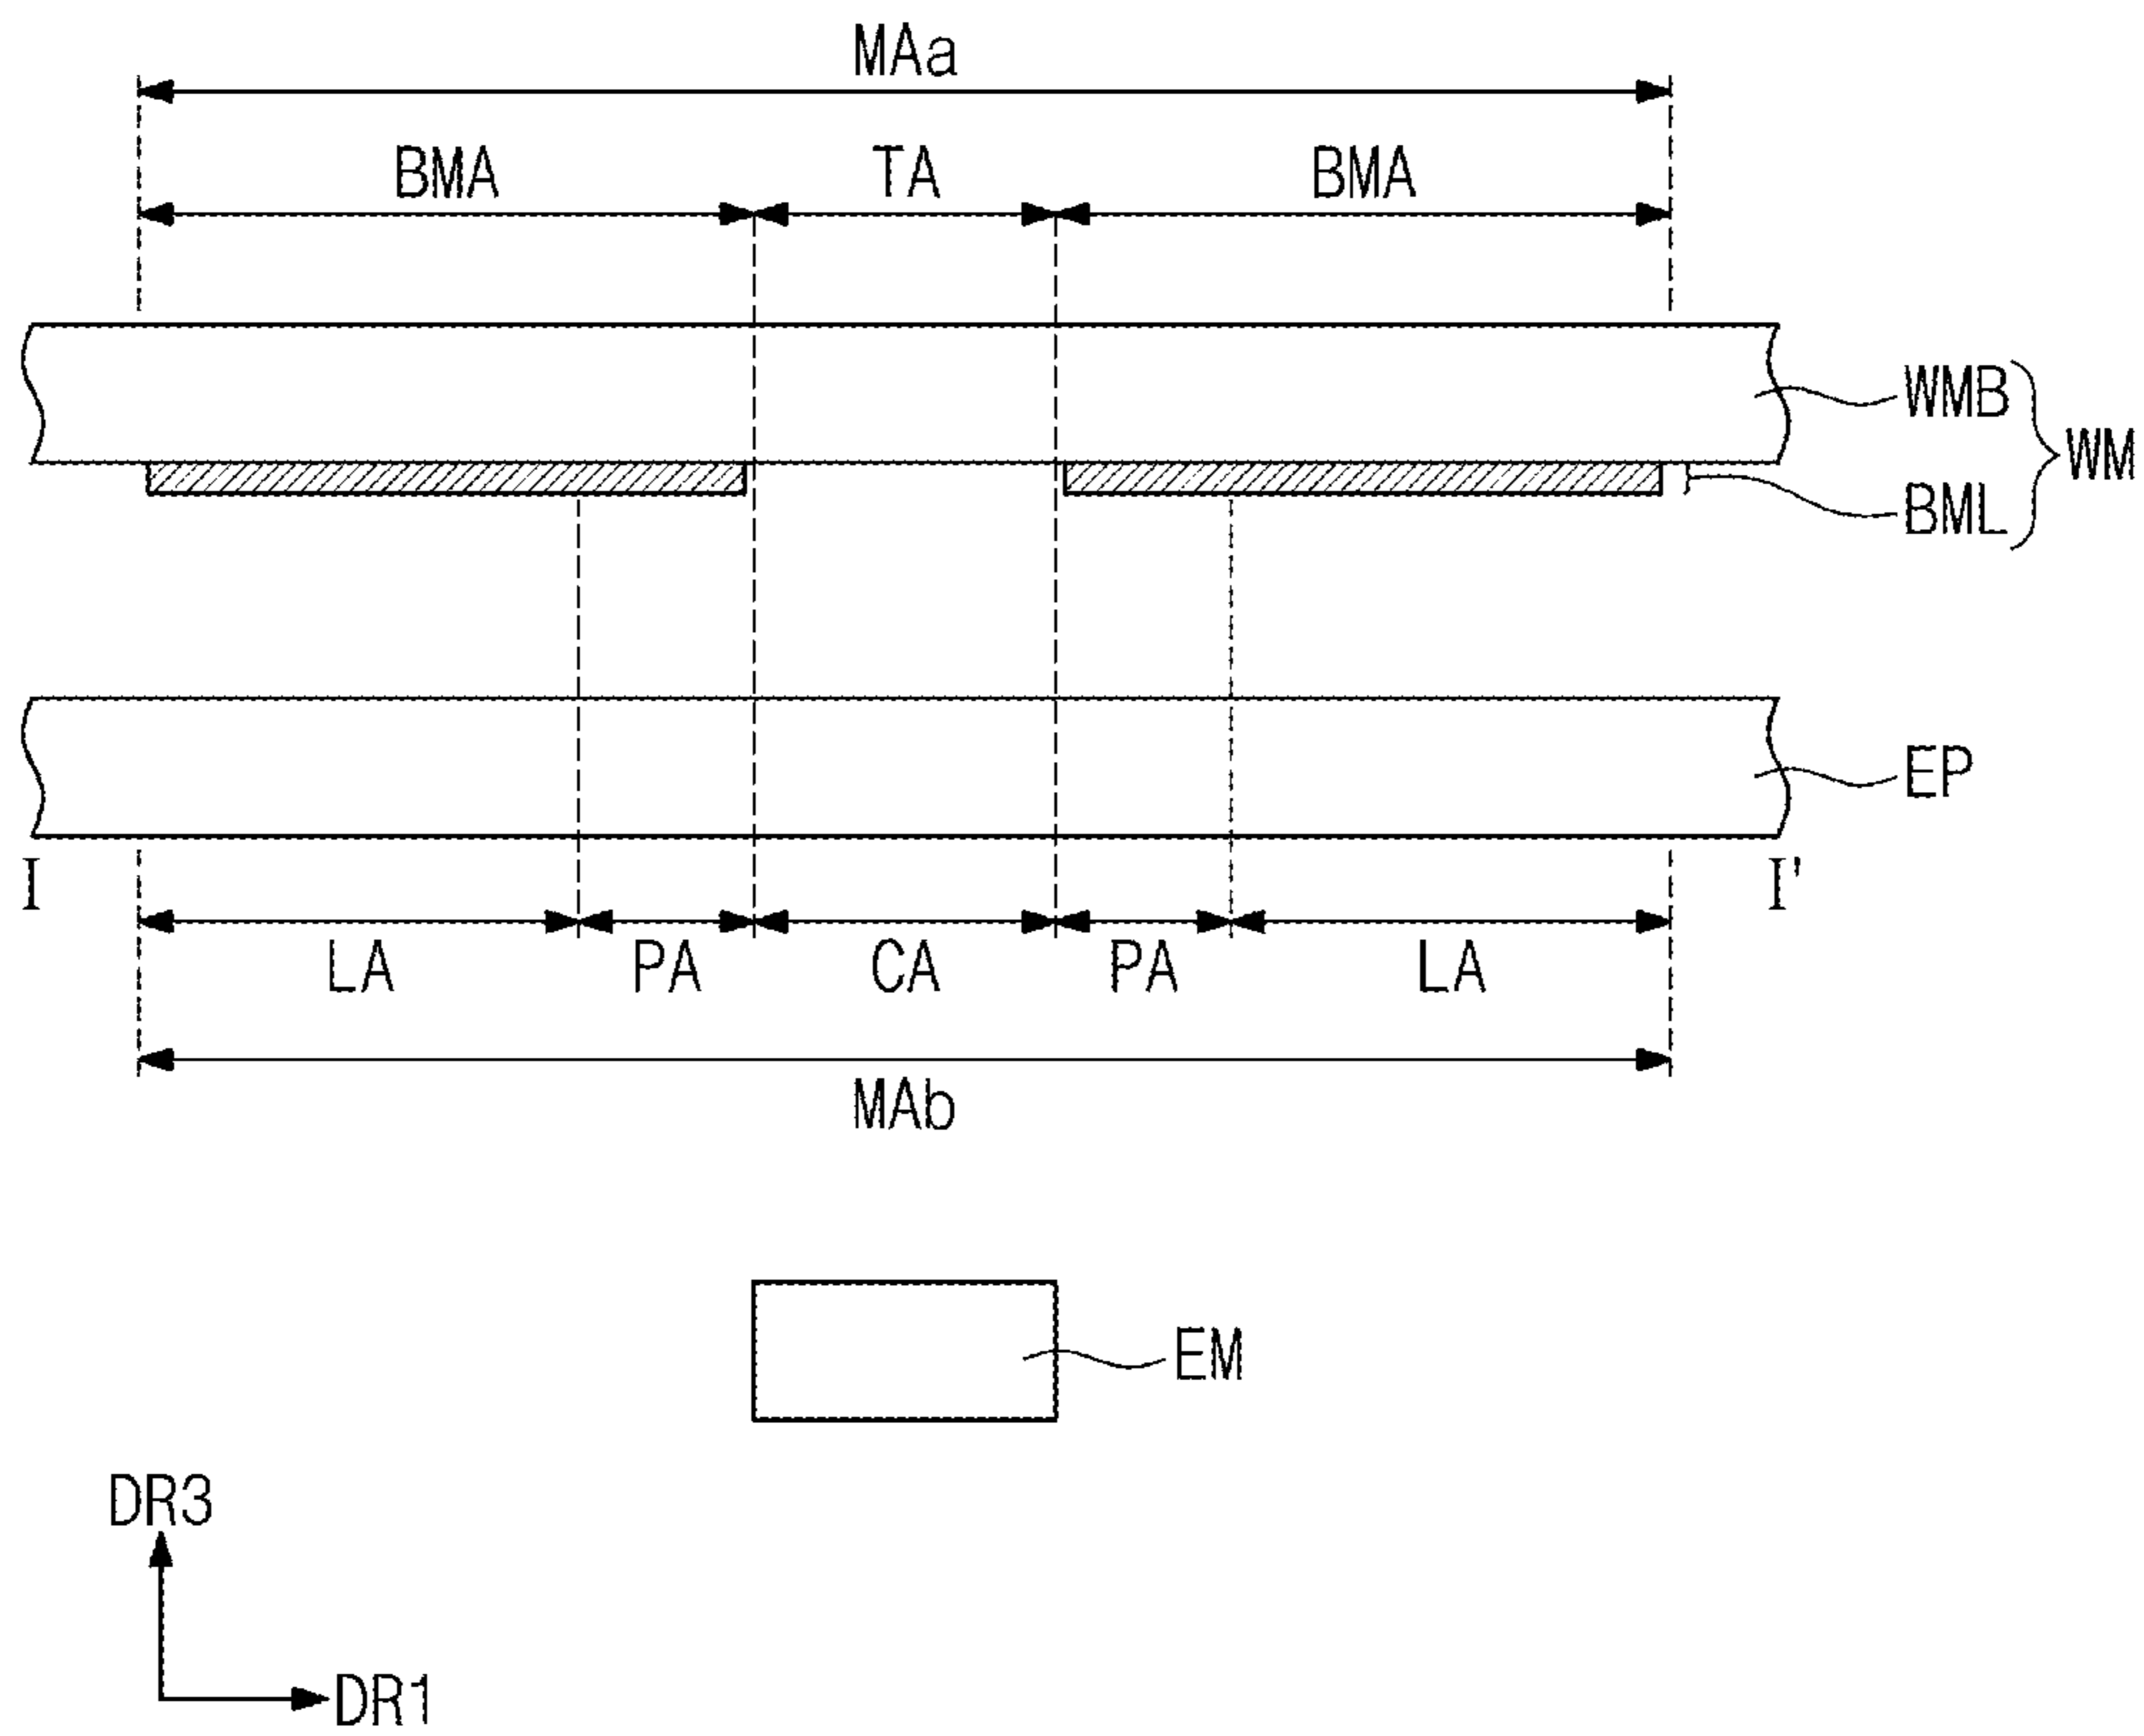 MAa
BMA TA BMA
WMB
WM
BML
EP
I I'
LA PA CA PA LA
MAb
EM
DR3
DR1